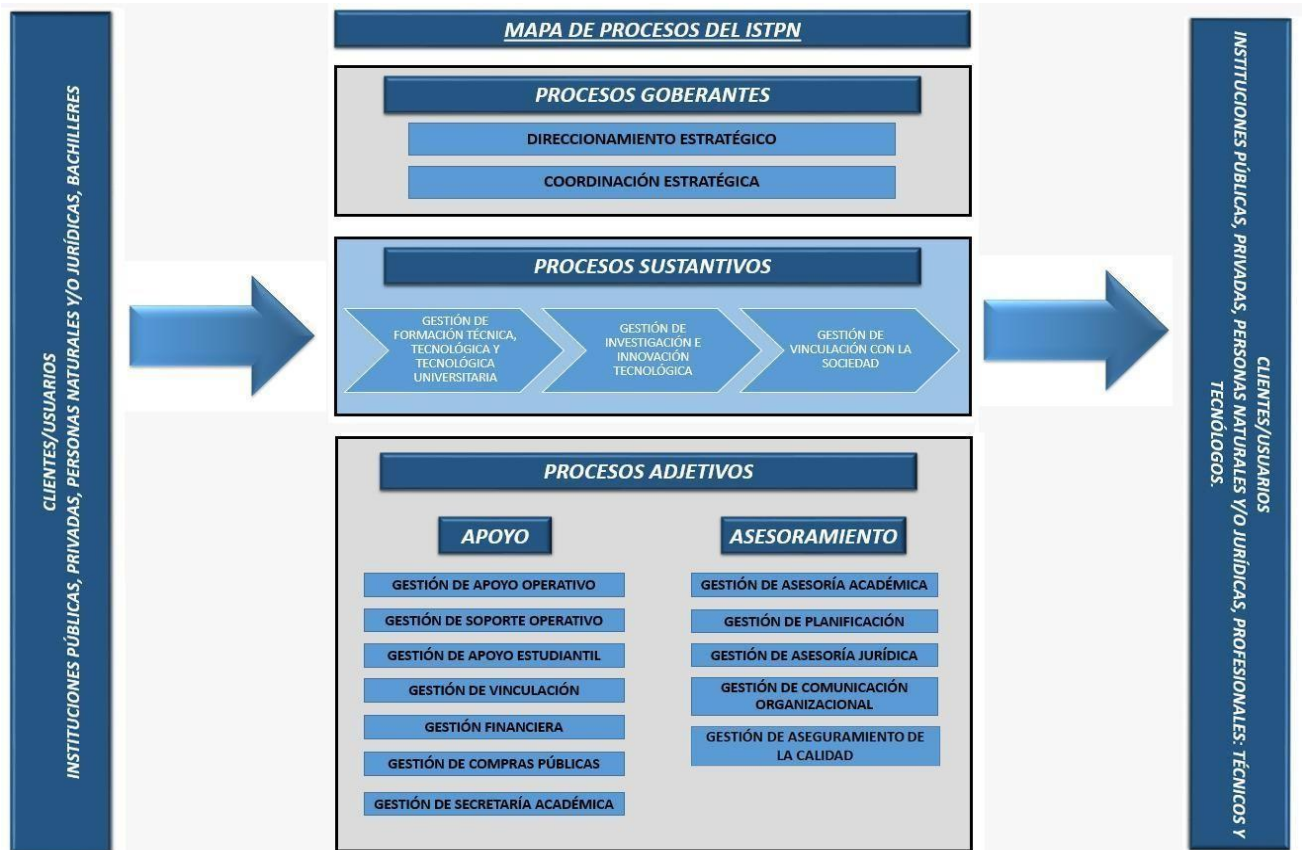 MAPA DE PROCESOS DEL ISTPN
CLIENTES/USUARIOS
INSTITUCIONES PÚBLICAS, PRIVADAS, PERSONAS NATURALES Y/O JURÍDICAS, BACHILLERES
PROCESOS GOBERANTES
DIRECCIONAMIENTO ESTRATÉGICO
COORDINACIÓN ESTRATÉGICA
PROCESOS SUSTANTIVOS
GESTIÓN DE
FORMACIÓN TÉCNICA,
TECNOLÓGICA Y
TECNOLÓGICA
UNIVERSITARIA
GESTIÓN DE
INVESTIGACIÓN E
INNOVACIÓN
TECNOLÓGICA
GESTIÓN DE
VINCULACIÓN CON LA
SOCIEDAD
PROCESOS ADJETIVOS
APOYO
GESTIÓN DE APOYO OPERATIVO
GESTIÓN DE SOPORTE OPERATIVO
GESTIÓN DE APOYO ESTUDIANTIL
GESTIÓN DE VINCULACIÓN
GESTIÓN FINANCIERA
GESTIÓN DE COMPRAS PÚBLICAS
GESTIÓN DE SECRETARÍA ACADÉMICA
ASESORAMIENTO
GESTIÓN DE ASESORÍA ACADÉMICA
GESTIÓN DE PLANIFICACIÓN
GESTIÓN DE ASESORÍA JURÍDICA
GESTIÓN DE COMUNICACIÓN
ORGANIZACIONAL
GESTIÓN DE ASEGURAMIENTO DE
LA CALIDAD
CLIENTES/USUARIOS
INSTITUCIONES PÚBLICAS, PRIVADAS, PERSONAS NATURALES Y/O JURÍDICAS, PROFESIONALES: TÉCNICOS Y
TECNÓLOGOS.